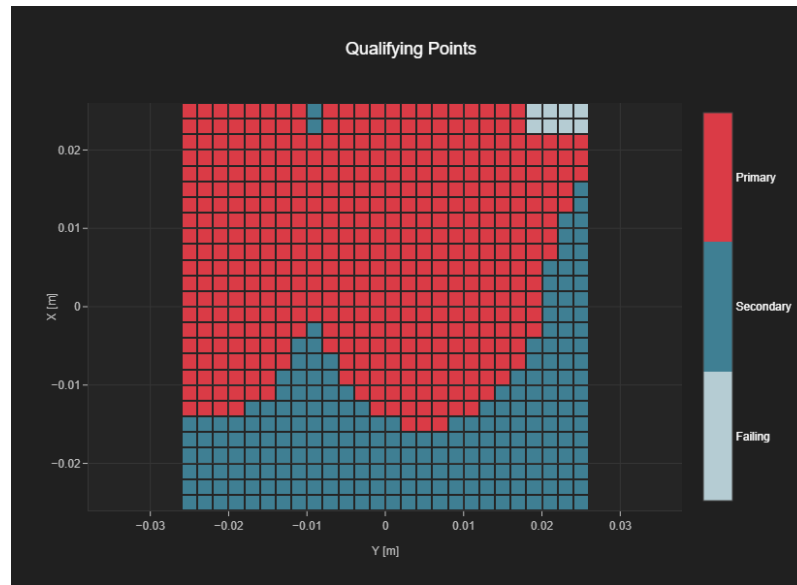 Qualifying Points
0.02
0.01
0
−0.01
−0.02
X [m]
−0.03
−0.02
−0.01
0
0.01
0.02
0.03
Y [m]
Primary
Secondary
Failing